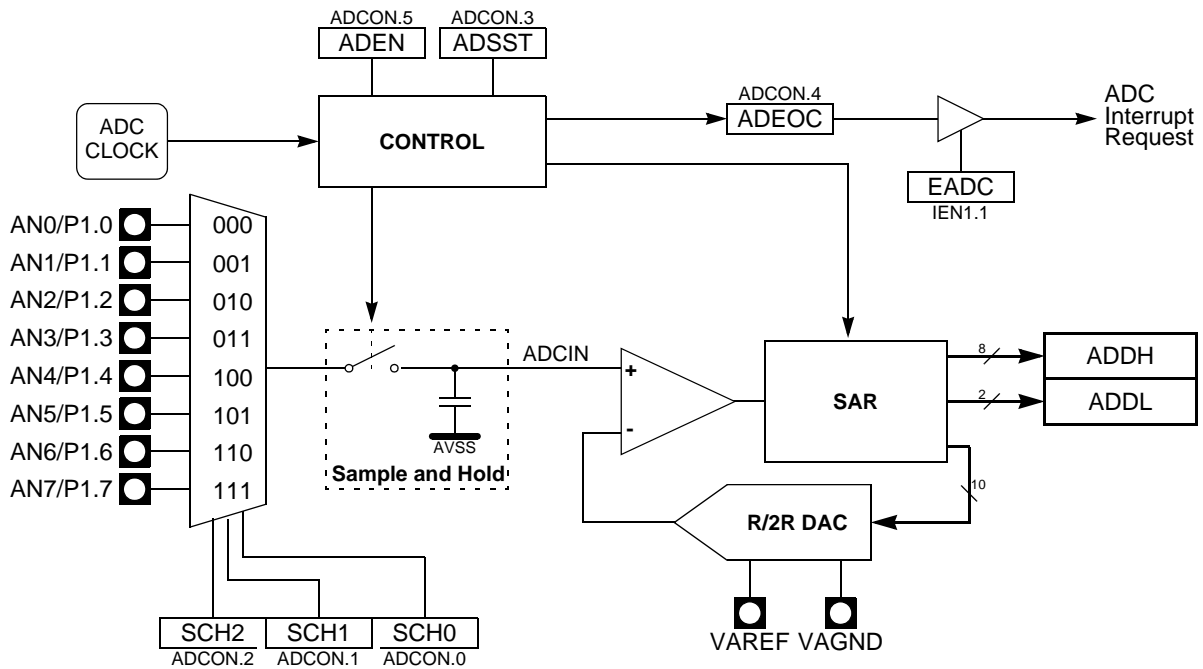 ADCON.5
ADEN
ADCON.3
ADSST
ADC
CLOCK
CONTROL
ADCON.4
ADEOC
ADC
Interrupt
Request
EADC
IEN1.1
AN0/P1.0
000
AN1/P1.1
001
AN2/P1.2
010
AN3/P1.3
011
AN4/P1.4
100
AN5/P1.5
101
AN6/P1.6
110
AN7/P1.7
111
AVSS
Sample and Hold
ADCIN
+
-
SAR
8
ADDH
2
ADDL
10
R/2R DAC
VAREF
VAGND
SCH2
SCH1
SCH0
ADCON.2
ADCON.1
ADCON.0